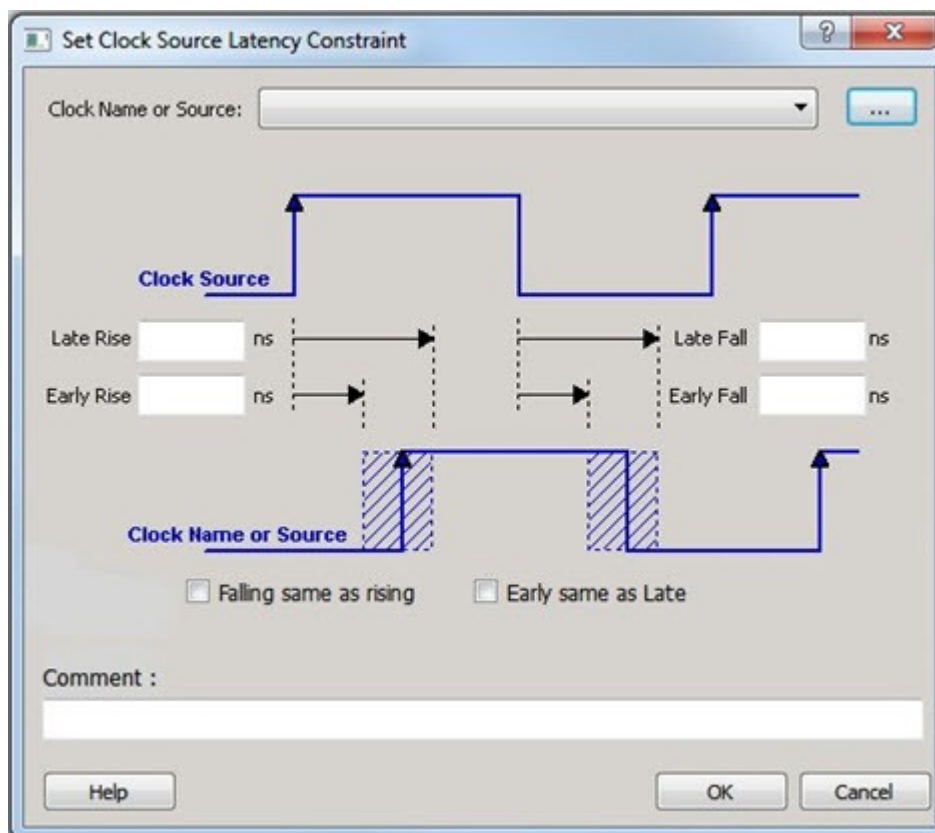 Set Clock Source Latency Constraint
?
Clock Name or Source:
...
Clock Source
Late Rise ns Late Fall ns
Early Rise ns Early Fall ns
Clock Name or Source
Falling same as rising Early same as Late
Comment :
Help OK Cancel